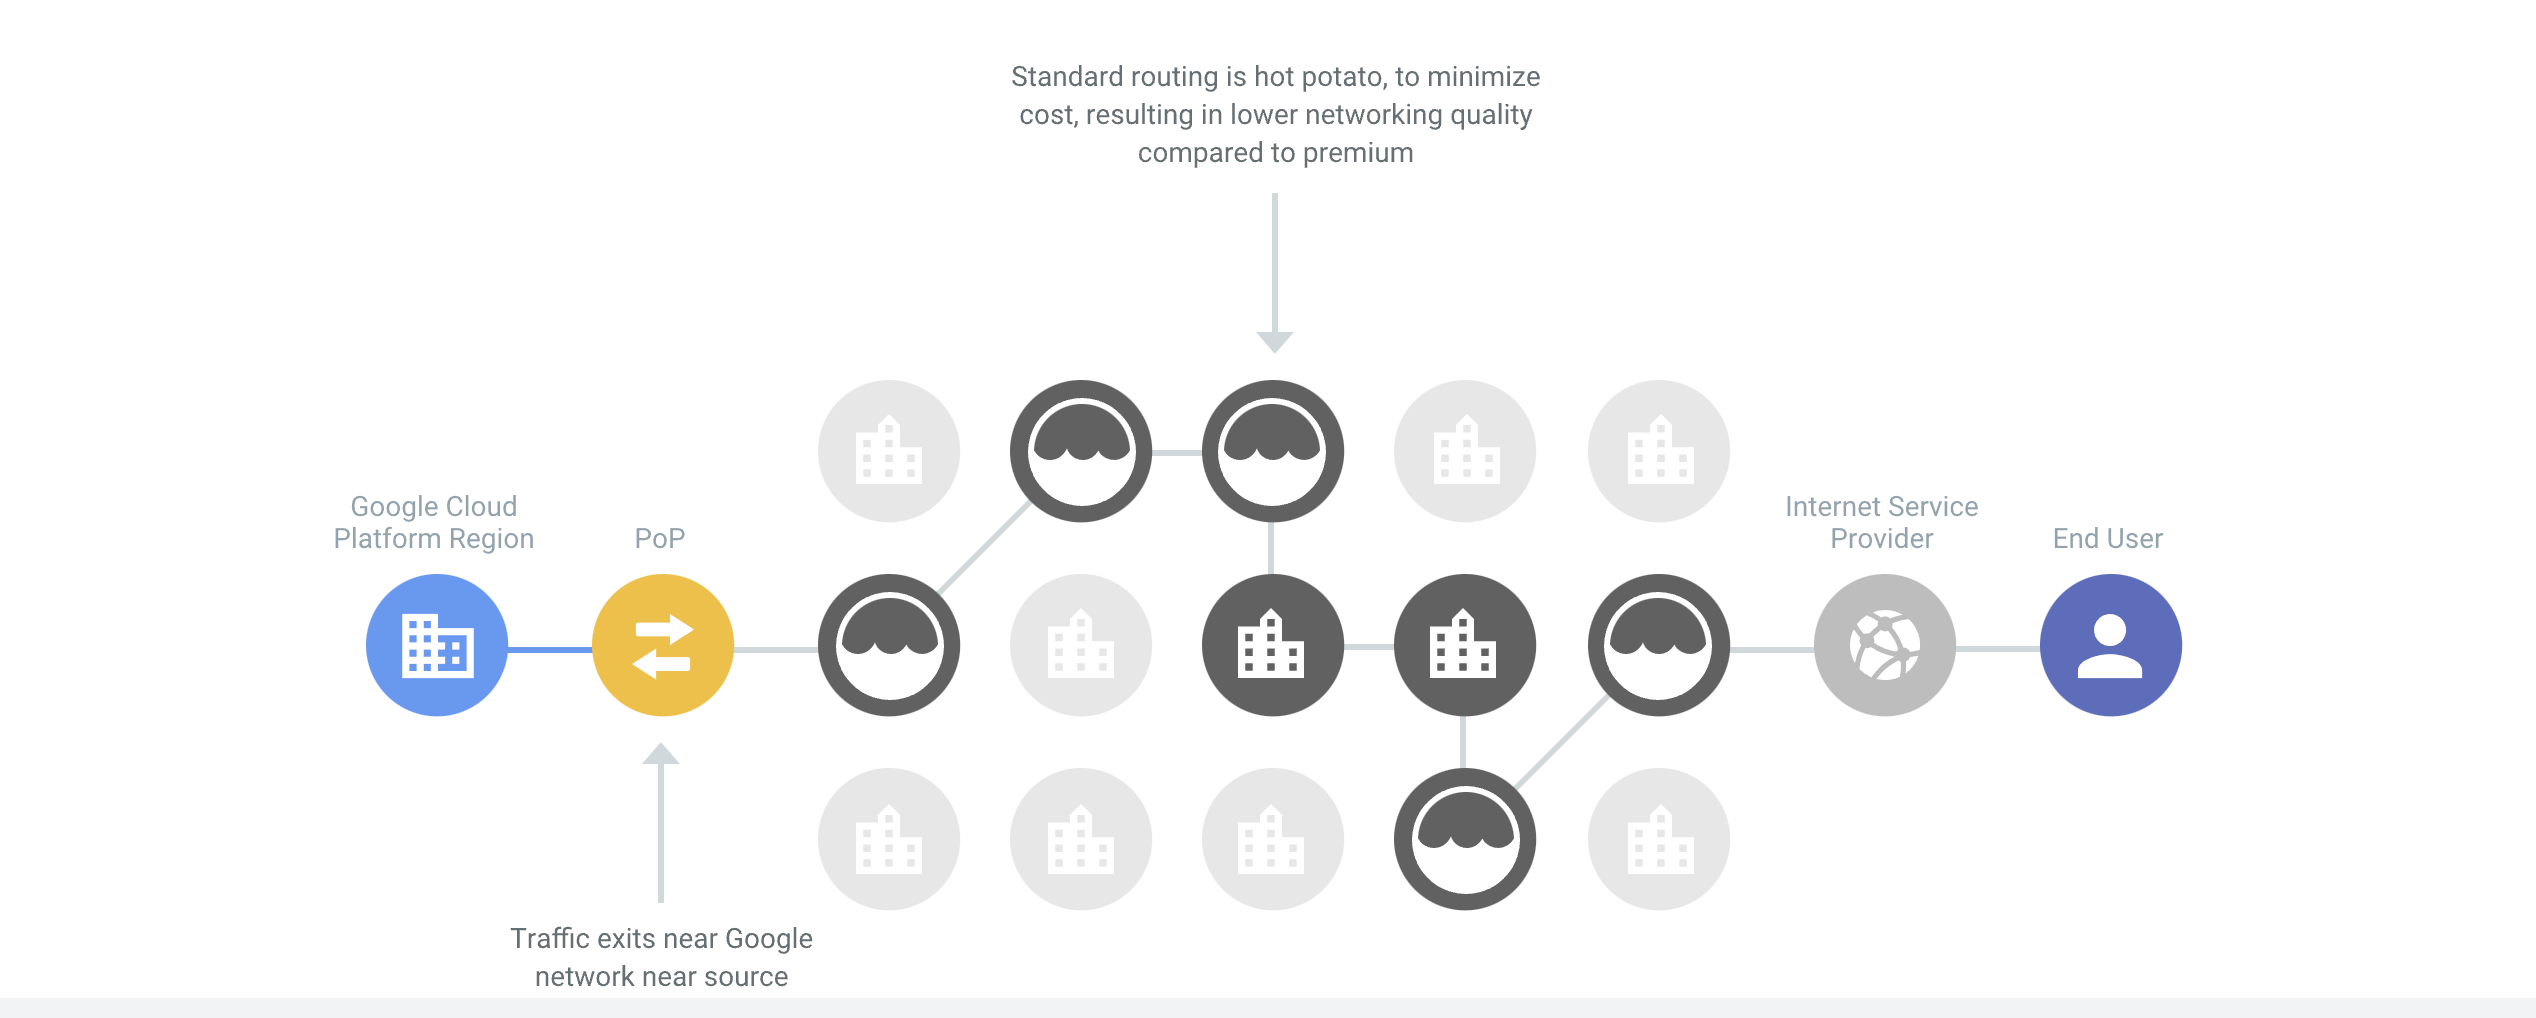 Standard routing is hot potato, to minimize
cost, resulting in lower networking quality
compared to premium
Google Cloud
Platform Region
PoP
Internet Service
Provider
End User
Traffic exits near Google
network near source